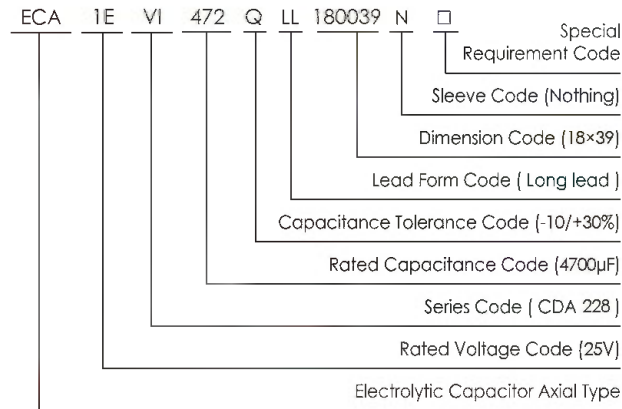 ECA 1E VI 472 Q LL 180039 N □
Special
Requirement Code
Sleeve Code (Nothing)
Dimension Code (18×39)
Lead Form Code ( Long lead )
Capacitance Tolerance Code (-10/+30%)
Rated Capacitance Code (4700µF)
Series Code ( CDA 228 )
Rated Voltage Code (25V)
Electrolytic Capacitor Axial Type